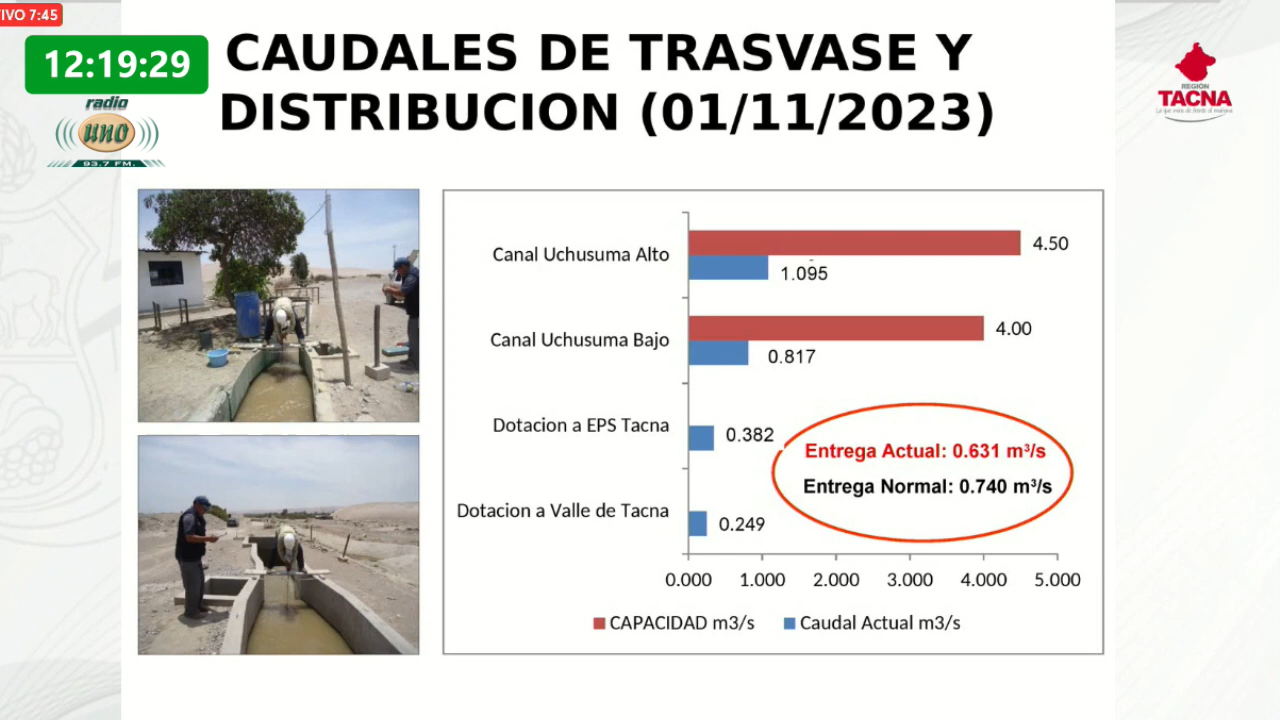 IVO 7:45
12:19:29
radio
uno
93.7 FM.
CAUDALES DE TRASVASE Y
DISTRIBUCION (01/11/2023)
REGION
TACNA
Canal Uchusuma Alto
4.50
1.095
Canal Uchusuma Bajo
4.00
0.817
Dotacion a EPS Tacna
0.382
Entrega Actual: 0.631 m³/s
Entrega Normal: 0.740 m³/s
Dotacion a Valle de Tacna
0.249
0.000 1.000 2.000 3.000 4.000 5.000
CAPACIDAD m3/s Caudal Actual m3/s